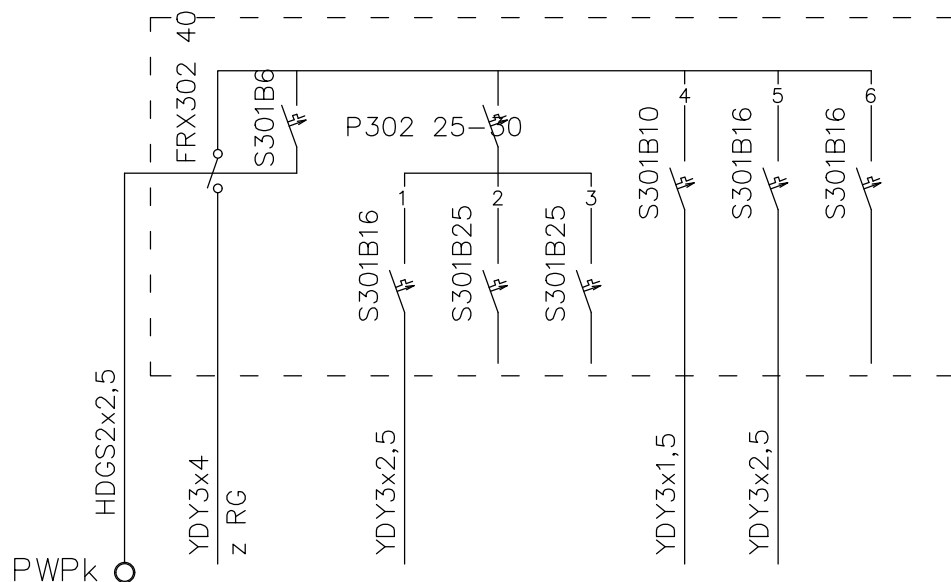 FRX302 40
S301B6
P302 25-30
4
5
6
S301B10
S301B16
S301B16
1
2
3
S301B16
S301B25
S301B25
HDGS2x2,5
YDY3x4
z RG
YDY3x2,5
YDY3x1,5
YDY3x2,5
PWPk